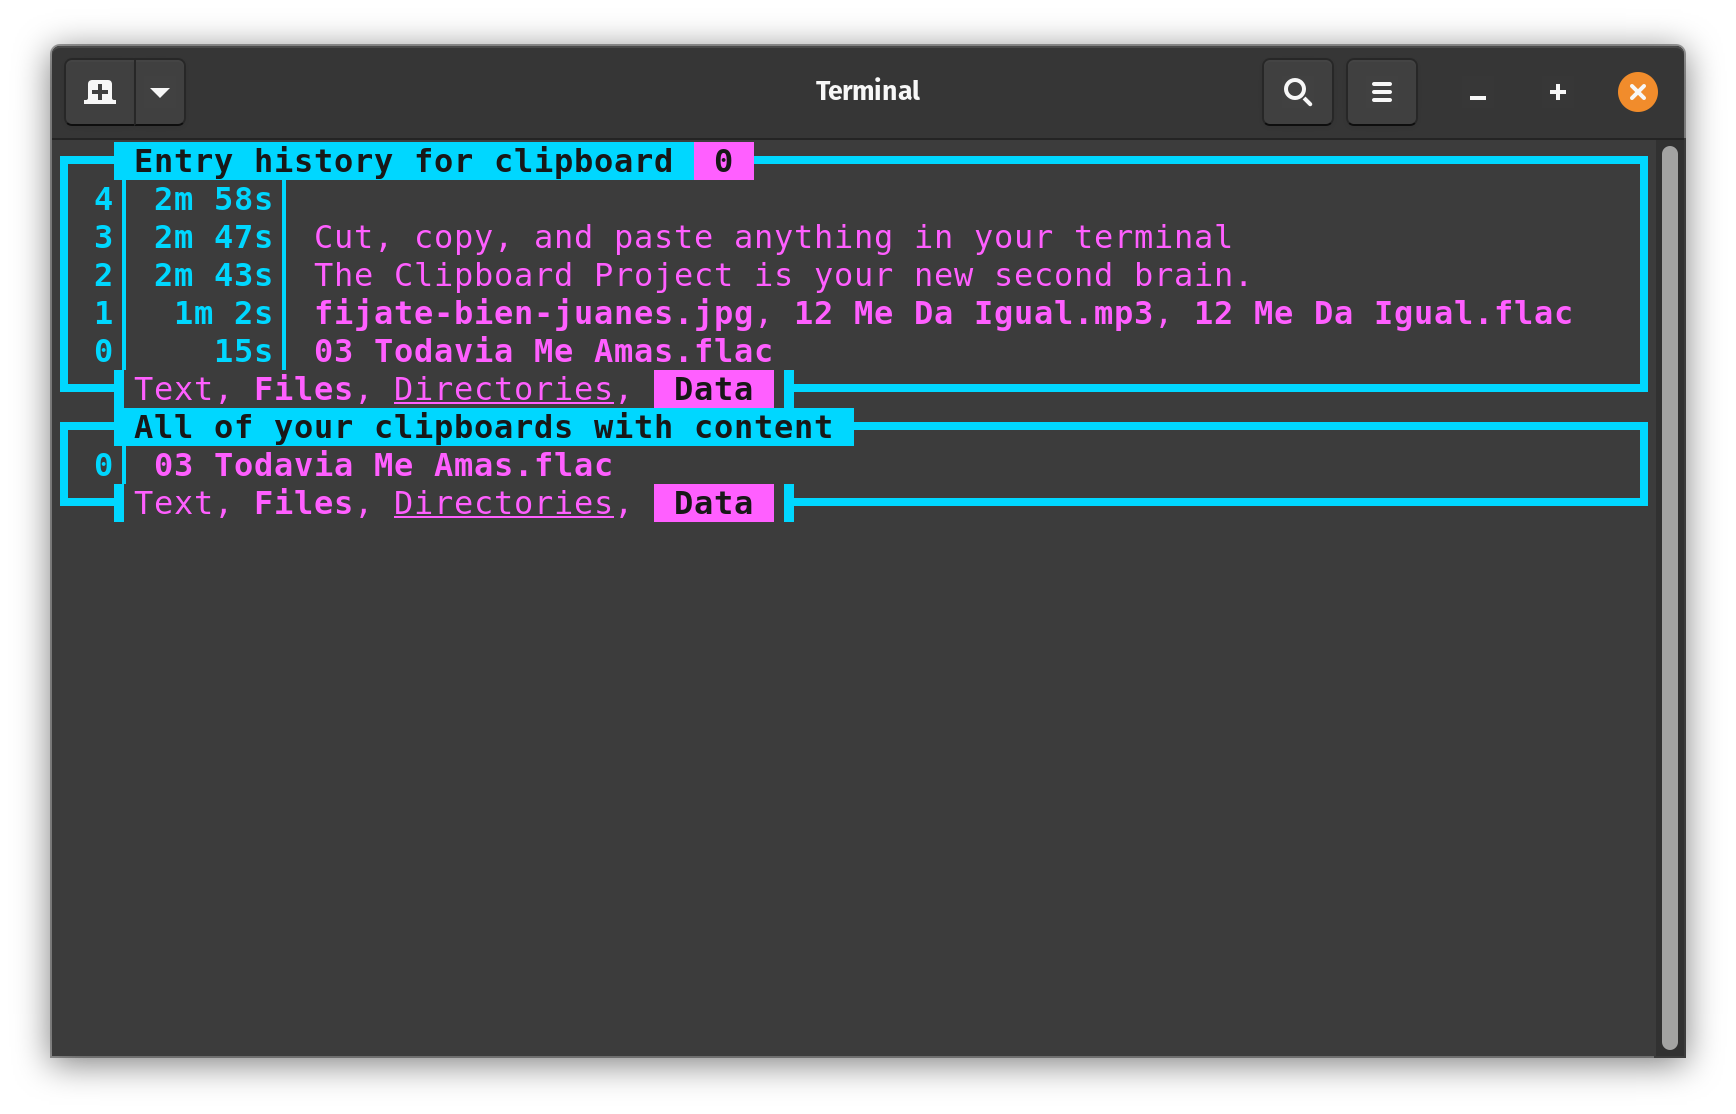 Terminal
Entry history for clipboard 0
4 2m 58s
3 2m 47s Cut, copy, and paste anything in your terminal
2 2m 43s The Clipboard Project is your new second brain.
1 1m 2s fijate-bien-juanes.jpg, 12 Me Da Igual.mp3, 12 Me Da Igual.flac
0 15s 03 Todavia Me Amas.flac
Text, Files, Directories, Data
All of your clipboards with content
0 03 Todavia Me Amas.flac
Text, Files, Directories, Data